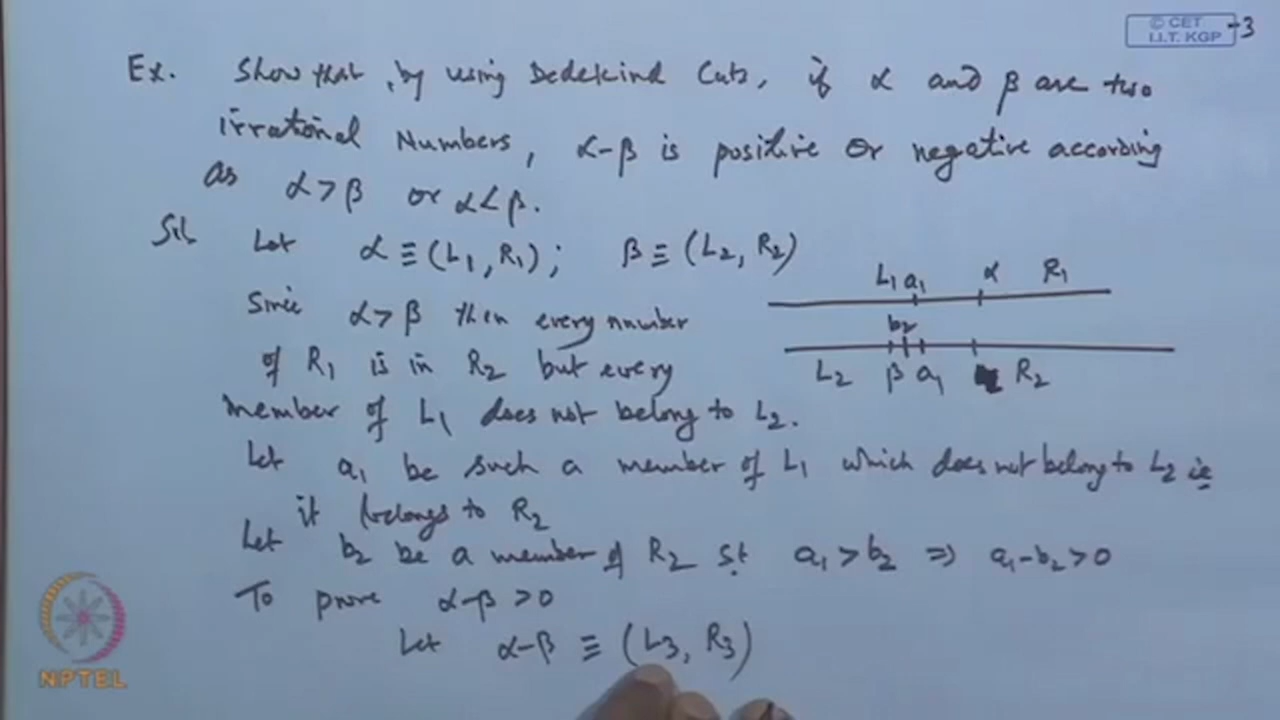 © CET
I.I.T. KGP
-3
Ex. Show that, by using Dedekind Cuts, if α and β are two
irrational Numbers, α-β is positive or negative according
as α>β or α<β.
Sol. Let α ≡ (L1, R1); β ≡ (L2, R2)
L1 a1 α R1
Since α>β then every number
b2
of R1 is in R2 but every
L2 β a1 R2
member of L1 does not belong to L2.
Let a1 be such a member of L1 which does not belong to L2 ie
it belongs to R2
Let b2 be a member of R2 st a1>b2 ⇒ a1-b2>0
To prove α-β>0
Let α-β ≡ (L3, R3)
NPTEL